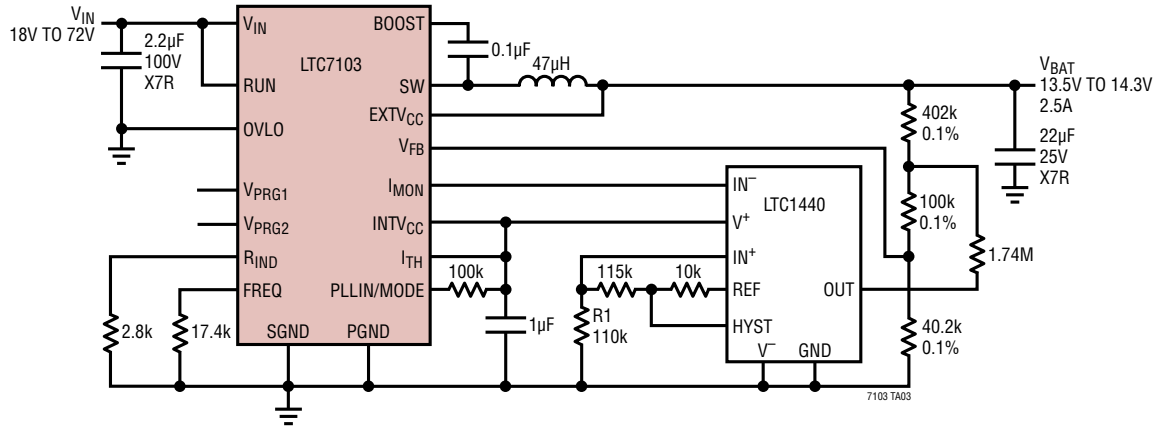 VIN
18V TO 72V
2.2µF
100V
X7R
VIN
RUN
OVLO
VPRG1
VPRG2
RIND
FREQ
LTC7103
SGND
PGND
BOOST
SW
EXTVCC
VFB
IMON
INTVCC
ITH
PLLIN/MODE
0.1µF
47µH
VBAT
13.5V TO 14.3V
2.5A
22µF
25V
X7R
402k
0.1%
100k
0.1%
1.74M
40.2k
0.1%
LTC1440
IN–
V+
IN+
REF
HYST
OUT
V–
GND
100k
1µF
115k
10k
R1
110k
2.8k
17.4k
7103 TA03